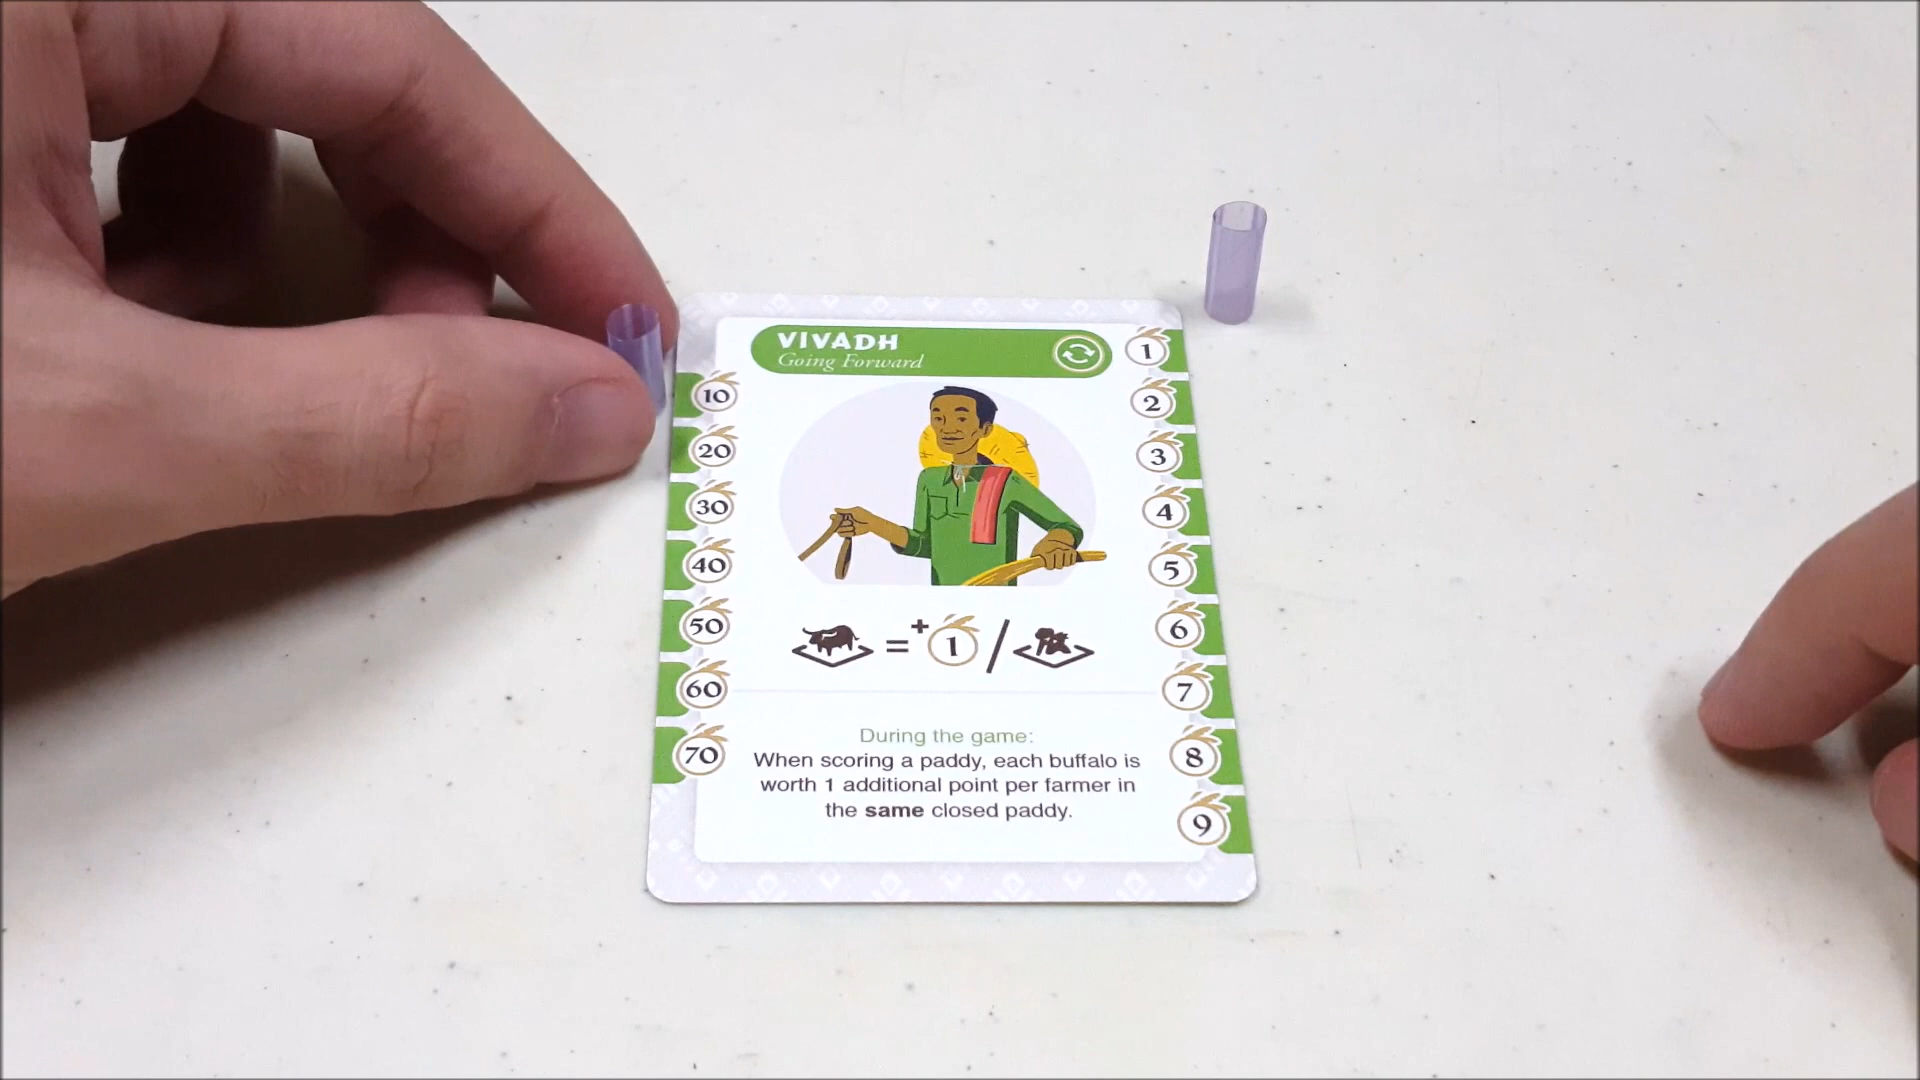 VIVADH
Going Forward
1
10
2
20
3
30
4
40
5
50
6
60
7
70
8
9
= +1 /
During the game:
When scoring a paddy, each buffalo is
worth 1 additional point per farmer in
the same closed paddy.